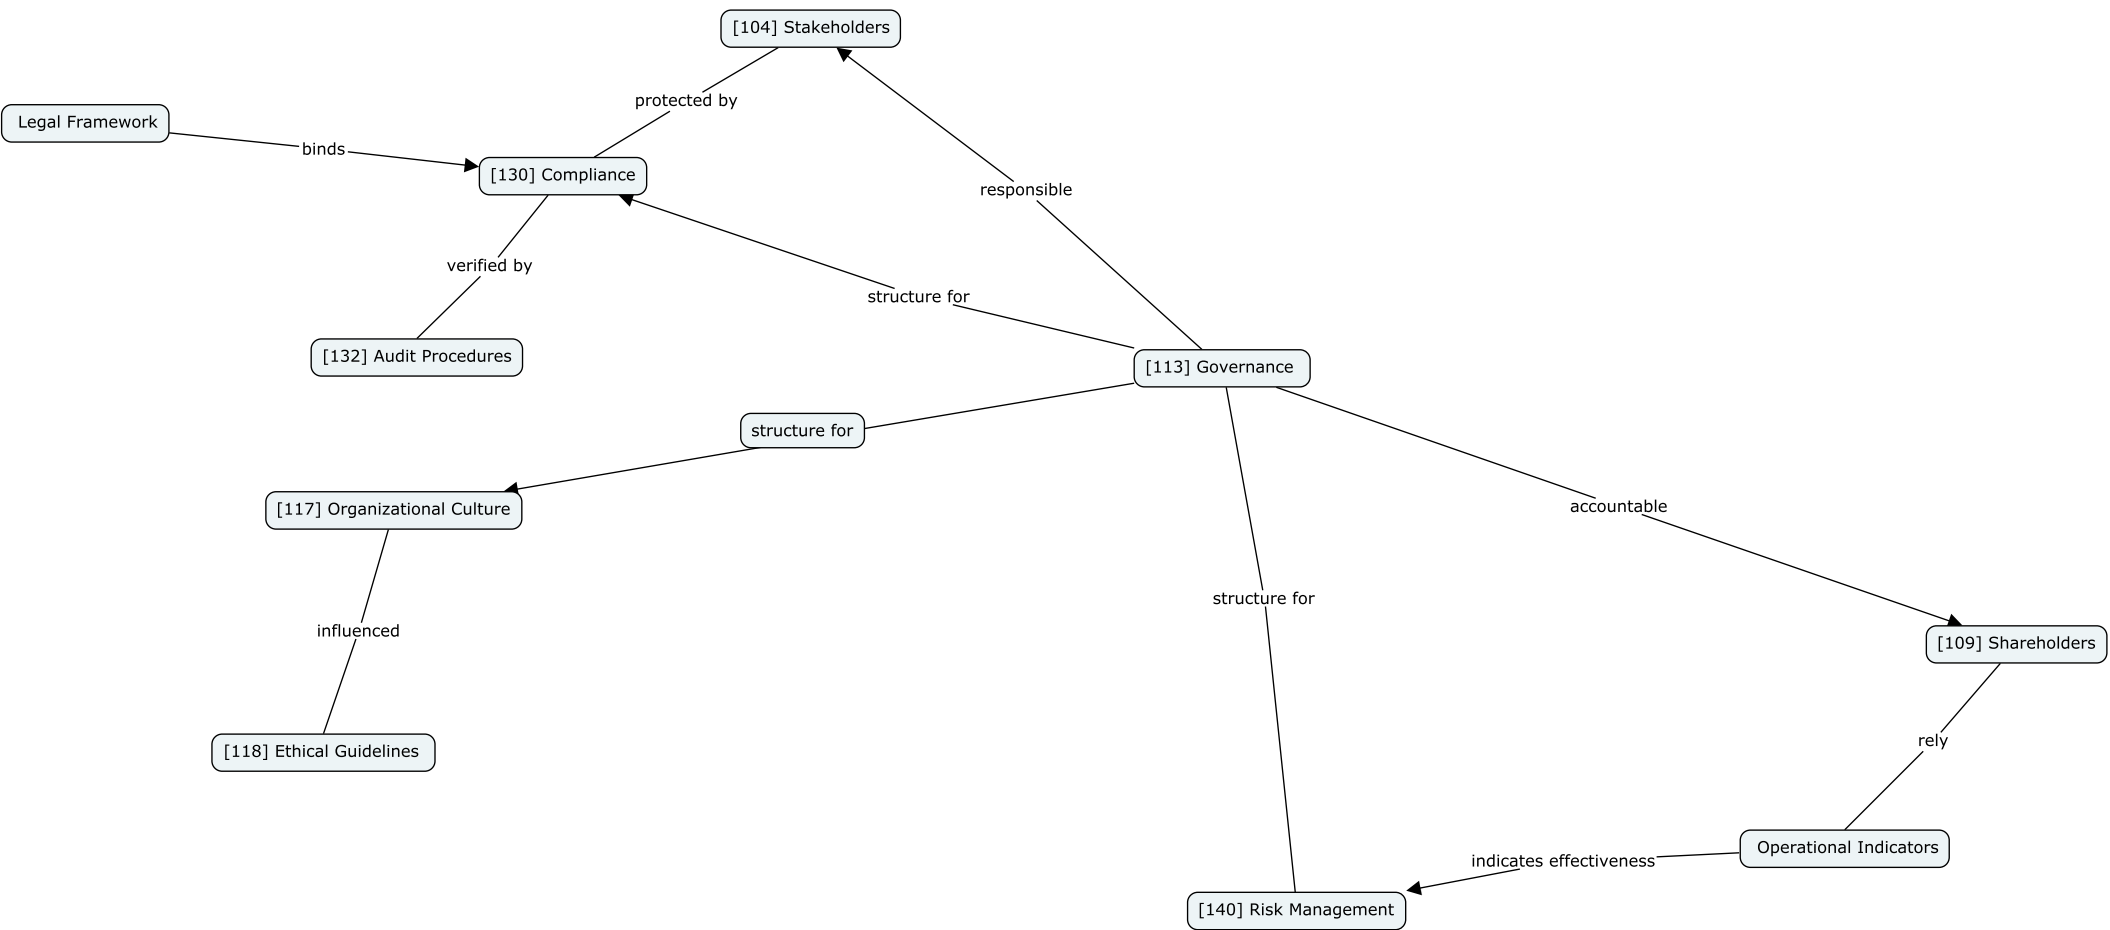 [104] Stakeholders
protected by
Legal Framework
binds
[130] Compliance
responsible
verified by
structure for
[132] Audit Procedures
[113] Governance
structure for
[117] Organizational Culture
accountable
structure for
influenced
[109] Shareholders
rely
[118] Ethical Guidelines
Operational Indicators
indicates effectiveness
[140] Risk Management